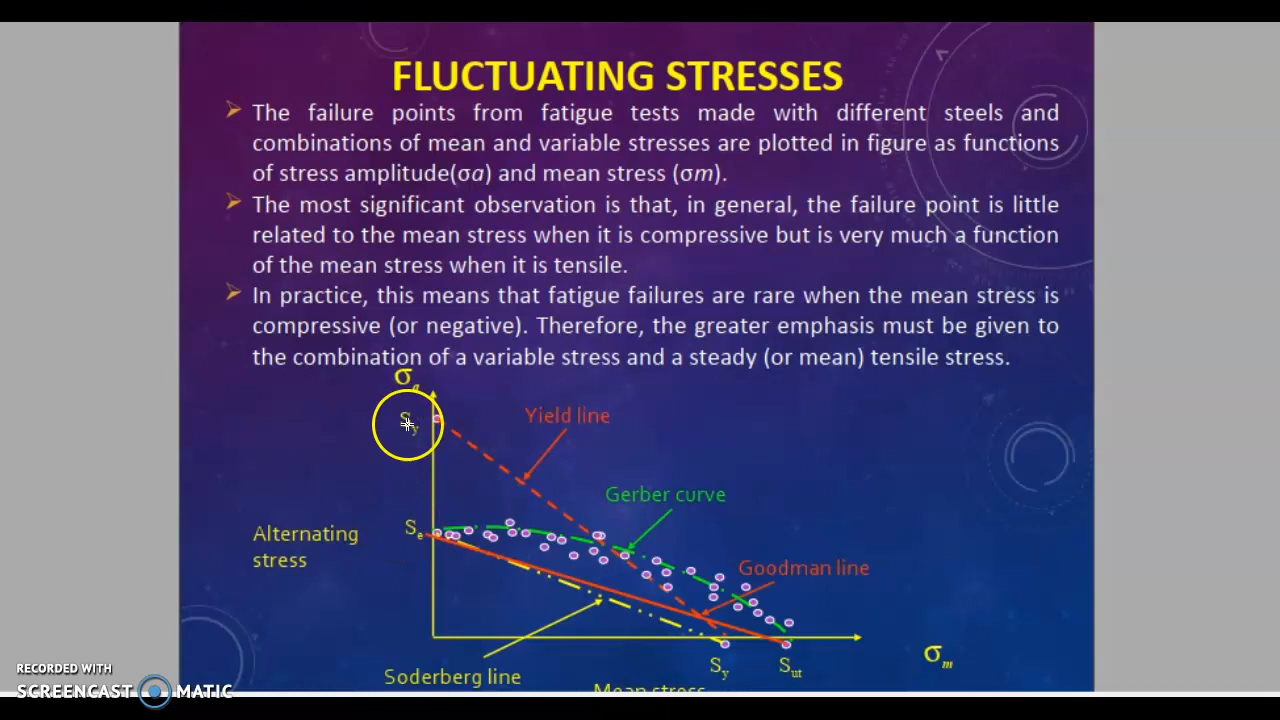 FLUCTUATING STRESSES
The failure points from fatigue tests made with different steels and
combinations of mean and variable stresses are plotted in figure as functions
of stress amplitude(σa) and mean stress (σm).
The most significant observation is that, in general, the failure point is little
related to the mean stress when it is compressive but is very much a function
of the mean stress when it is tensile.
In practice, this means that fatigue failures are rare when the mean stress is
compressive (or negative). Therefore, the greater emphasis must be given to
the combination of a variable stress and a steady (or mean) tensile stress.
σa
Sy
Yield line
Gerber curve
Se
Alternating
stress
Goodman line
Sy
Sut
σm
Soderberg line
Mean stress
RECORDED WITH
SCREENCAST MATIC